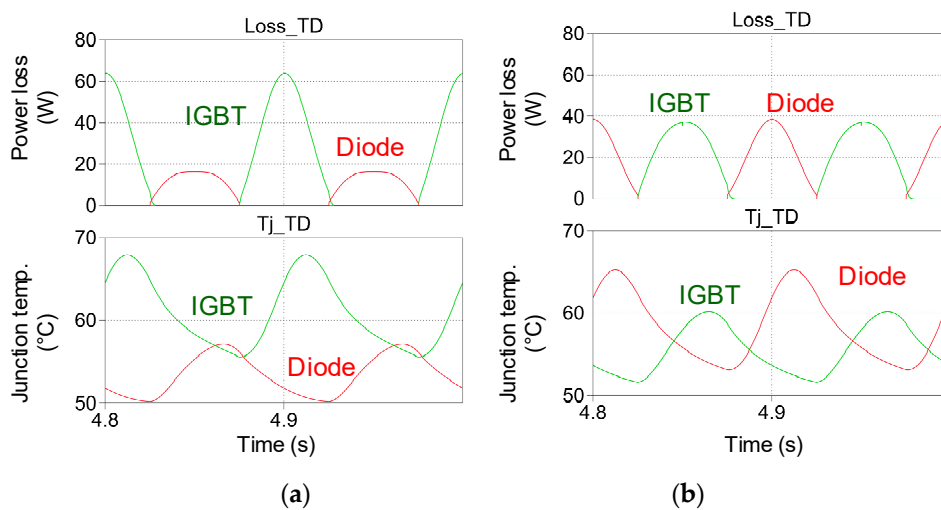 Loss_TD
80
60
40
20
0
Power loss
(W)
IGBT
Diode
Tj_TD
70
60
50
Junction temp.
(°C)
IGBT
Diode
4.8
4.9
Time (s)
(a)
Loss_TD
80
60
40
20
0
Power loss
(W)
IGBT
Diode
Tj_TD
70
60
50
Junction temp.
(°C)
IGBT
Diode
4.8
4.9
Time (s)
(b)